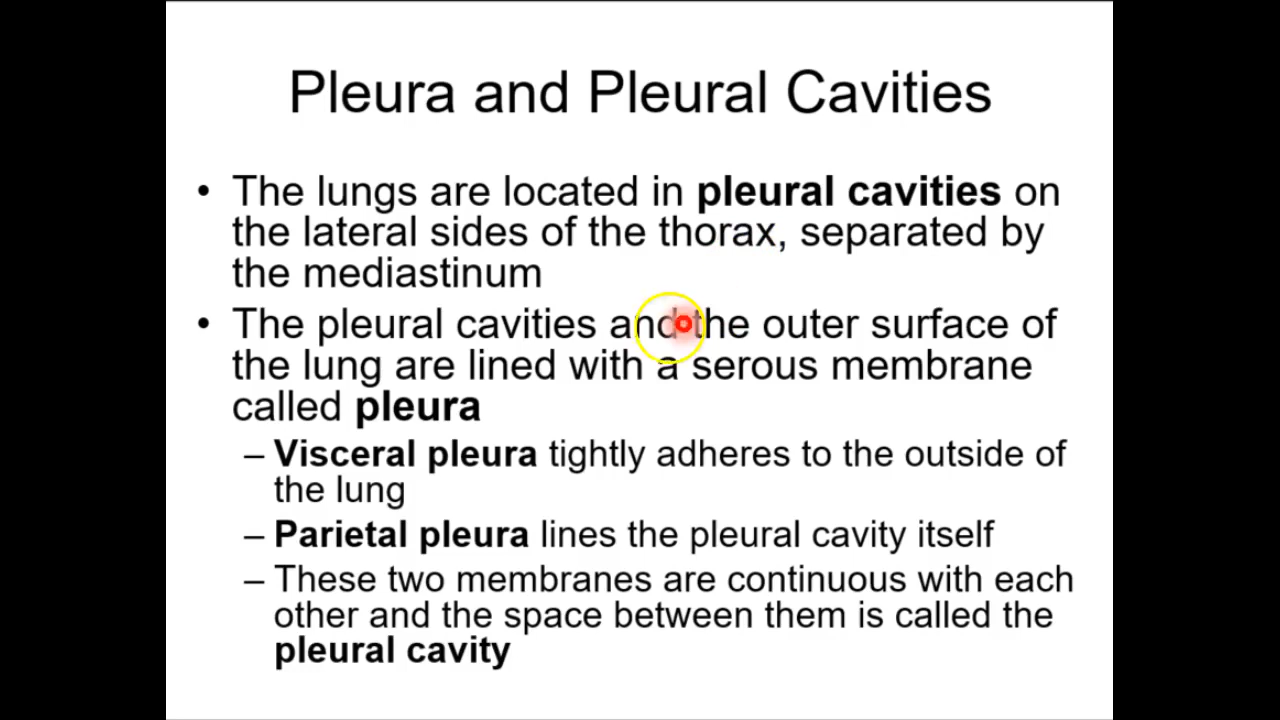 Pleura and Pleural Cavities
• The lungs are located in pleural cavities on
the lateral sides of the thorax, separated by
the mediastinum
• The pleural cavities and the outer surface of
the lung are lined with a serous membrane
called pleura
– Visceral pleura tightly adheres to the outside of
the lung
– Parietal pleura lines the pleural cavity itself
– These two membranes are continuous with each
other and the space between them is called the
pleural cavity